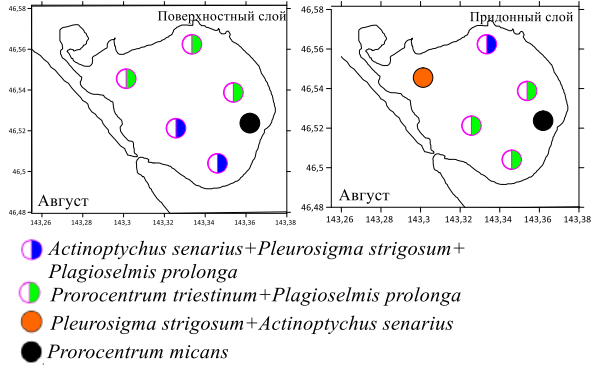 Поверхностный слой
46,58
46,56
46,54
46,52
46,5
46,48
Август
143,26 143,28 143,3 143,32 143,34 143,36 143,38
Придонный слой
46,58
46,56
46,54
46,52
46,5
46,48
Август
143,26 143,28 143,3 143,32 143,34 143,36 143,38
Actinoptychus senarius+Pleurosigma strigosum+
Plagioselmis prolonga
Prorocentrum triestinum+Plagioselmis prolonga
Pleurosigma strigosum+Actinoptychus senarius
Prorocentrum micans